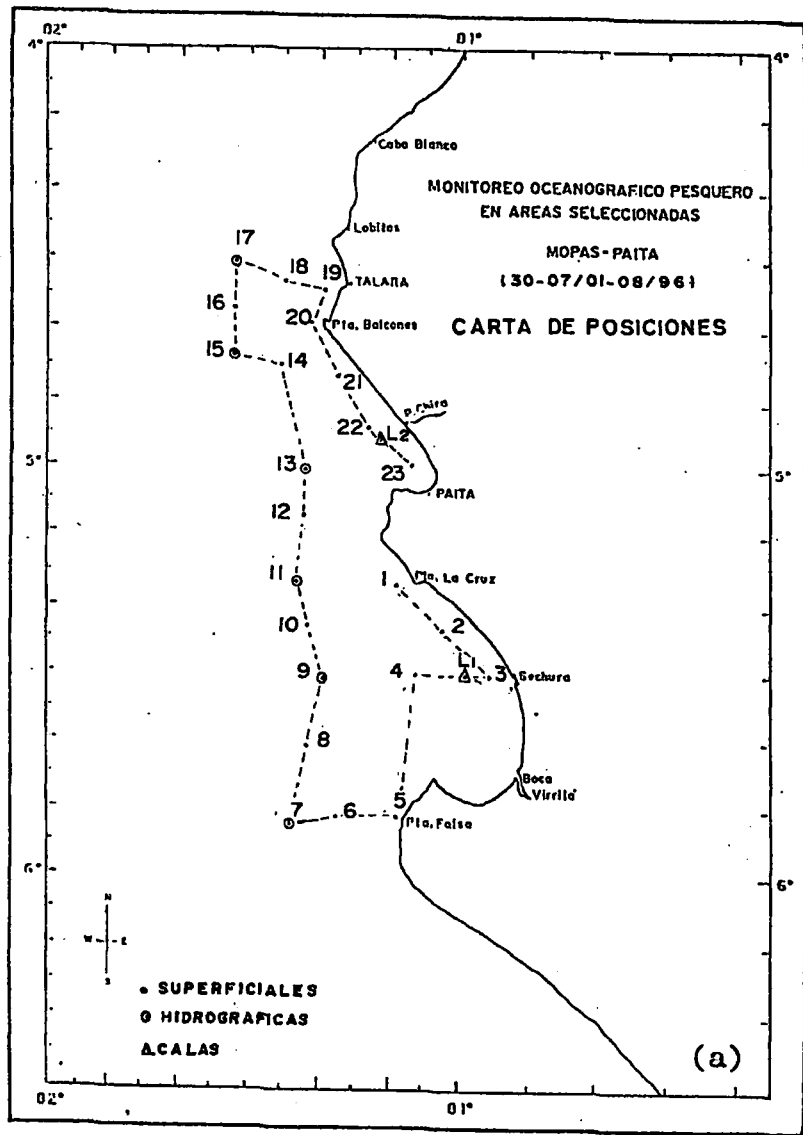 02° 01°
4° 4°
Cabo Blanco
MONITOREO OCEANOGRAFICO PESQUERO
EN AREAS SELECCIONADAS
Lobitos
MOPAS-PAITA
17
18 19 TALARA
(30-07/01-08/96)
16
20 Pta. Balcones
CARTA DE POSICIONES
15 14
21
R. Chira
22 L2
13 23 5° 5°
PAITA
12
11 1 Ma. La Cruz
10 2
L1
9 4 3 Sechura
8
Boca
Virrila
5
7 6 Pta. Falsa
6° 6°
N
W E
S
SUPERFICIALES
HIDROGRAFICAS
CALAS
(a)
02° 01°